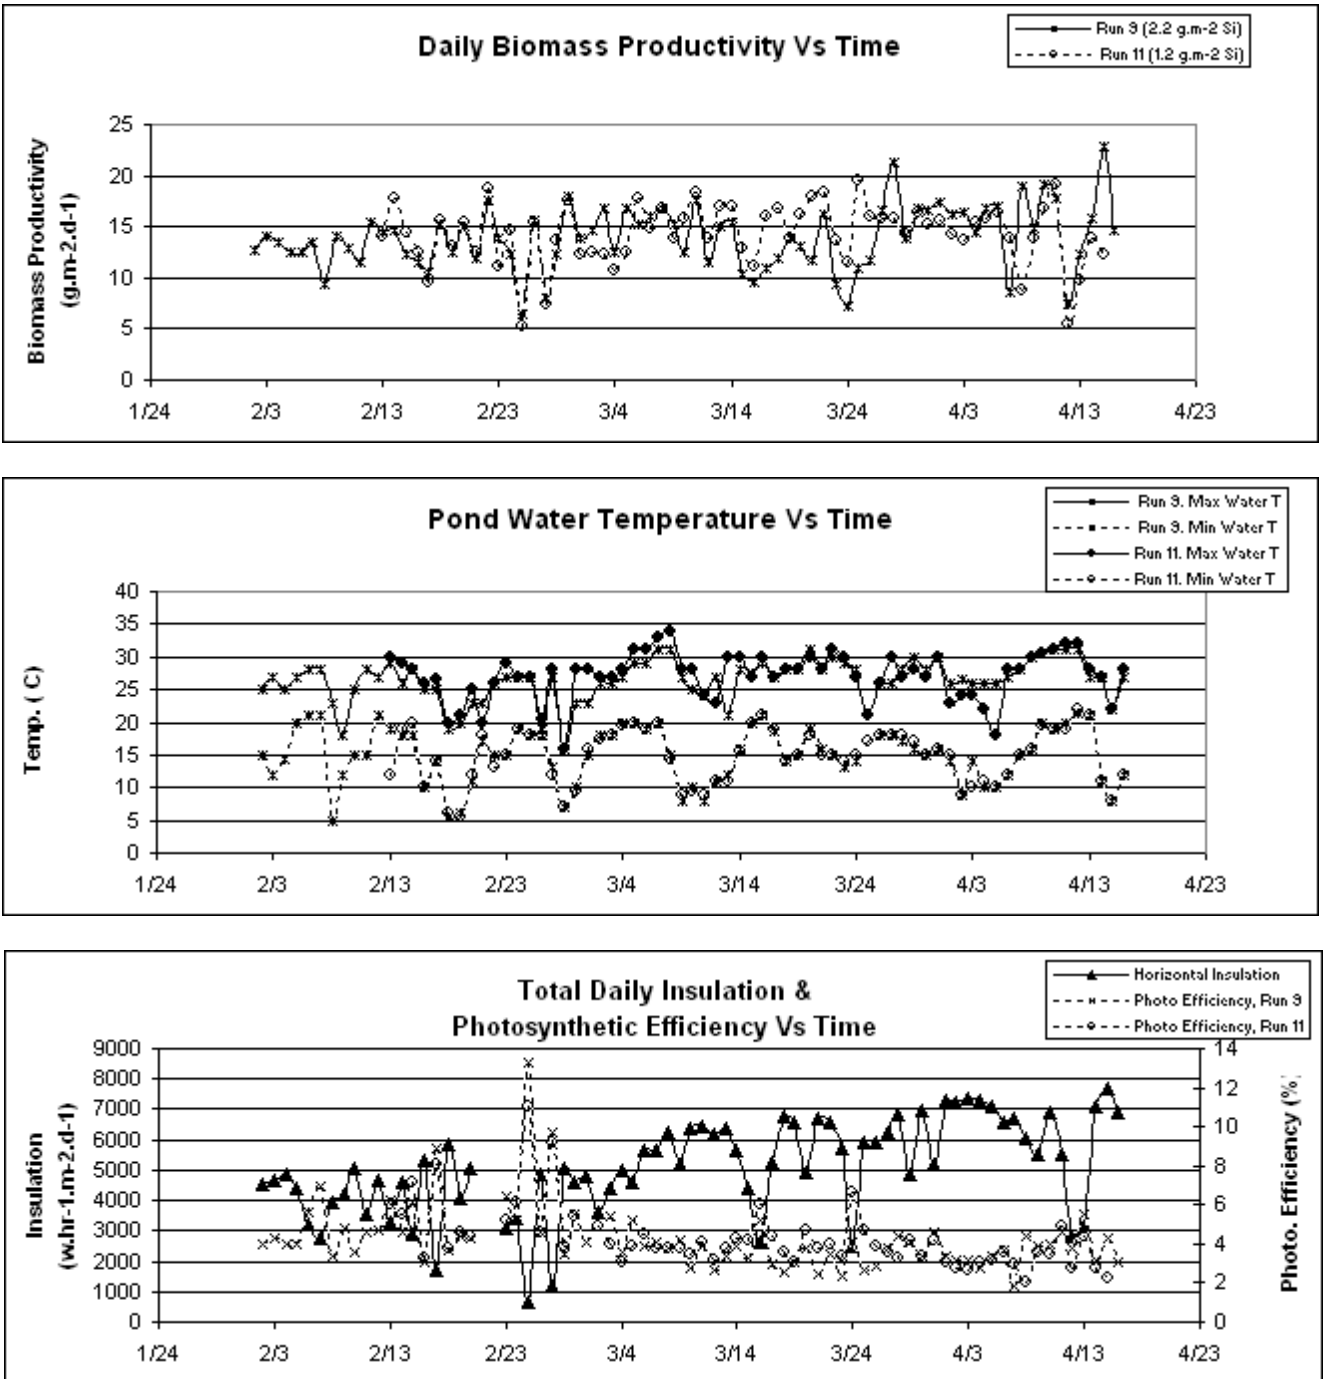 Daily Biomass Productivity Vs Time
Run 9 (2.2 g.m-2 Si)
Run 11 (1.2 g.m-2 Si)
Biomass Productivity
(g.m-2.d-1)
25
20
15
10
5
0
1/24 2/3 2/13 2/23 3/4 3/14 3/24 4/3 4/13 4/23
Pond Water Temperature Vs Time
Run 9. Max Water T
Run 9. Min Water T
Run 11. Max Water T
Run 11. Min Water T
Temp. ( C)
40
35
30
25
20
15
10
5
0
1/24 2/3 2/13 2/23 3/4 3/14 3/24 4/3 4/13 4/23
Total Daily Insulation &
Photosynthetic Efficiency Vs Time
Horizontal Insulation
Photo Efficiency, Run 9
Photo Efficiency, Run 11
Insulation
(w.hr-1.m-2.d-1)
9000
8000
7000
6000
5000
4000
3000
2000
1000
0
14
12
10
8
6
4
2
0
Photo. Efficiency (%)
1/24 2/3 2/13 2/23 3/4 3/14 3/24 4/3 4/13 4/23